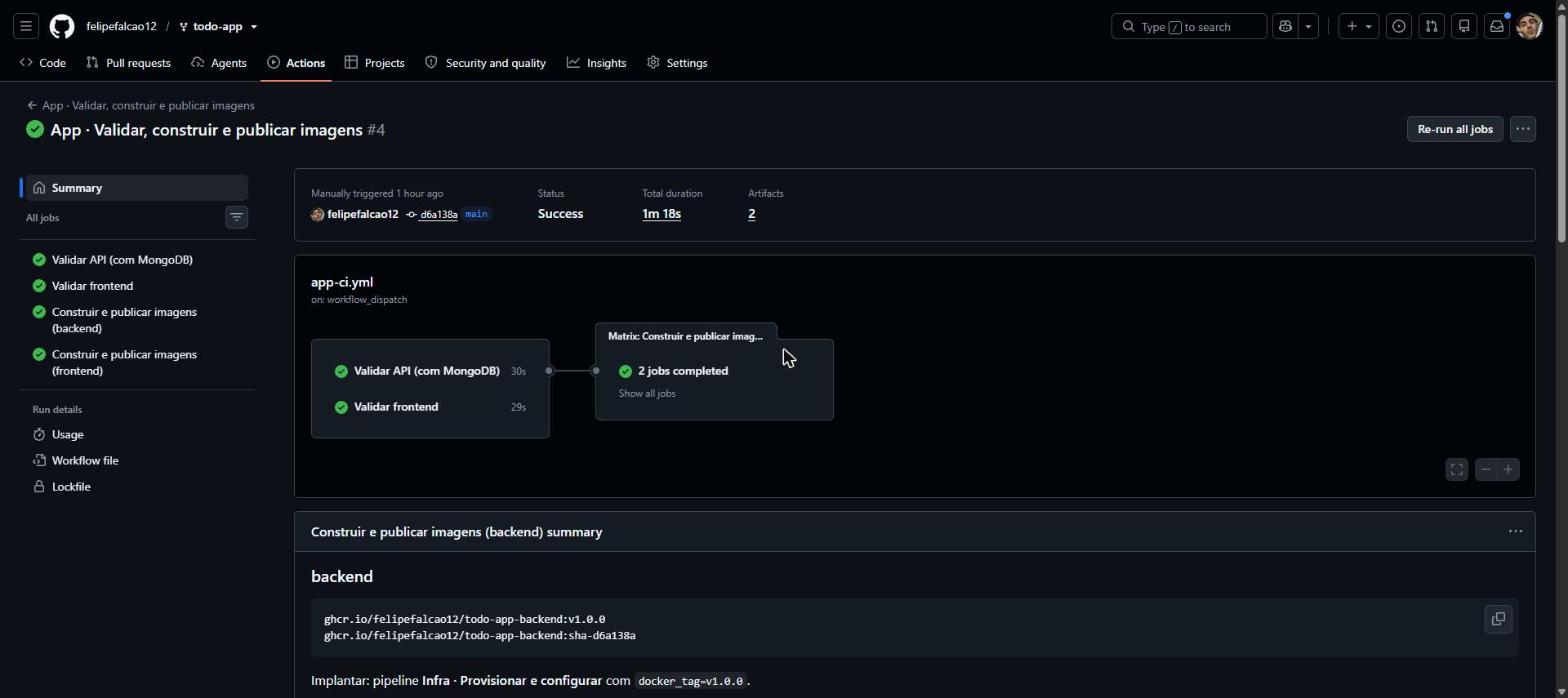 felipefalcao12 / todo-app
Type / to search
Code
Pull requests
Agents
Actions
Projects
Security and quality
Insights
Settings
App · Validar, construir e publicar imagens
App · Validar, construir e publicar imagens #4
Re-run all jobs
Summary
All jobs
Validar API (com MongoDB)
Validar frontend
Construir e publicar imagens
(backend)
Construir e publicar imagens
(frontend)
Run details
Usage
Workflow file
Lockfile
Manually triggered 1 hour ago
felipefalcao12 d6a138a main
Status
Success
Total duration
1m 18s
Artifacts
2
app-ci.yml
on: workflow_dispatch
Validar API (com MongoDB) 30s
Validar frontend 29s
Matrix: Construir e publicar imag...
2 jobs completed
Show all jobs
Construir e publicar imagens (backend) summary
backend
ghcr.io/felipefalcao12/todo-app-backend:v1.0.0
ghcr.io/felipefalcao12/todo-app-backend:sha-d6a138a
Implantar: pipeline Infra · Provisionar e configurar com docker_tag=v1.0.0.